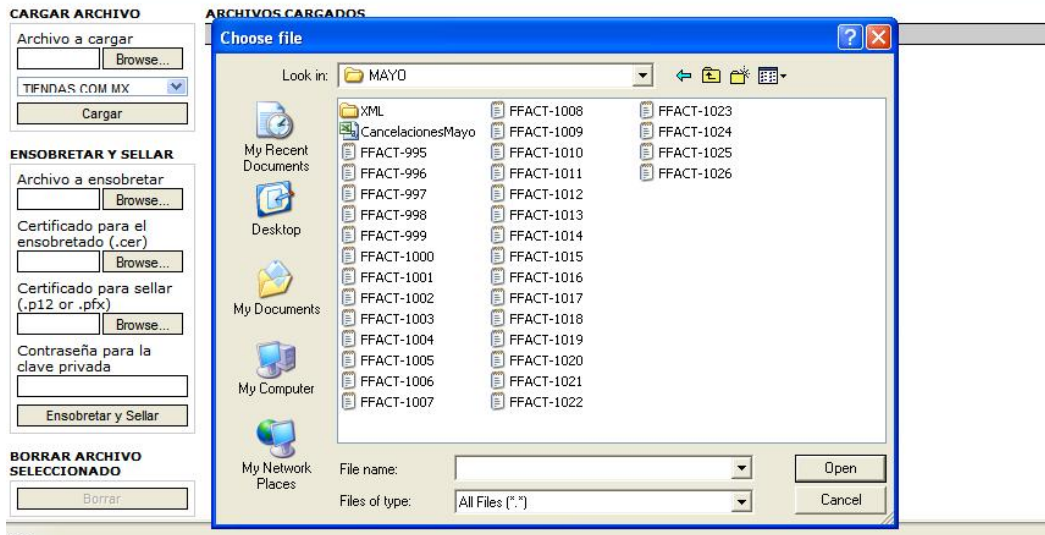 CARGAR ARCHIVO
Archivo a cargar
Browse...
TIENDAS COM MX
Cargar
ENSOBRETAR Y SELLAR
Archivo a ensobretar
Browse...
Certificado para el
ensobretado (.cer)
Browse...
Certificado para sellar
(.p12 or .pfx)
Browse...
Contraseña para la
clave privada
Ensobretar y Sellar
BORRAR ARCHIVO
SELECCIONADO
Borrar
ARCHIVOS CARGADOS
Choose file
Look in:
MAYO
My Recent
Documents
Desktop
My Documents
My Computer
My Network
Places
XML
CancelacionesMayo
FFACT-995
FFACT-996
FFACT-997
FFACT-998
FFACT-999
FFACT-1000
FFACT-1001
FFACT-1002
FFACT-1003
FFACT-1004
FFACT-1005
FFACT-1006
FFACT-1007
FFACT-1008
FFACT-1009
FFACT-1010
FFACT-1011
FFACT-1012
FFACT-1013
FFACT-1014
FFACT-1015
FFACT-1016
FFACT-1017
FFACT-1018
FFACT-1019
FFACT-1020
FFACT-1021
FFACT-1022
FFACT-1023
FFACT-1024
FFACT-1025
FFACT-1026
File name:
Open
Files of type:
All Files (*.*)
Cancel